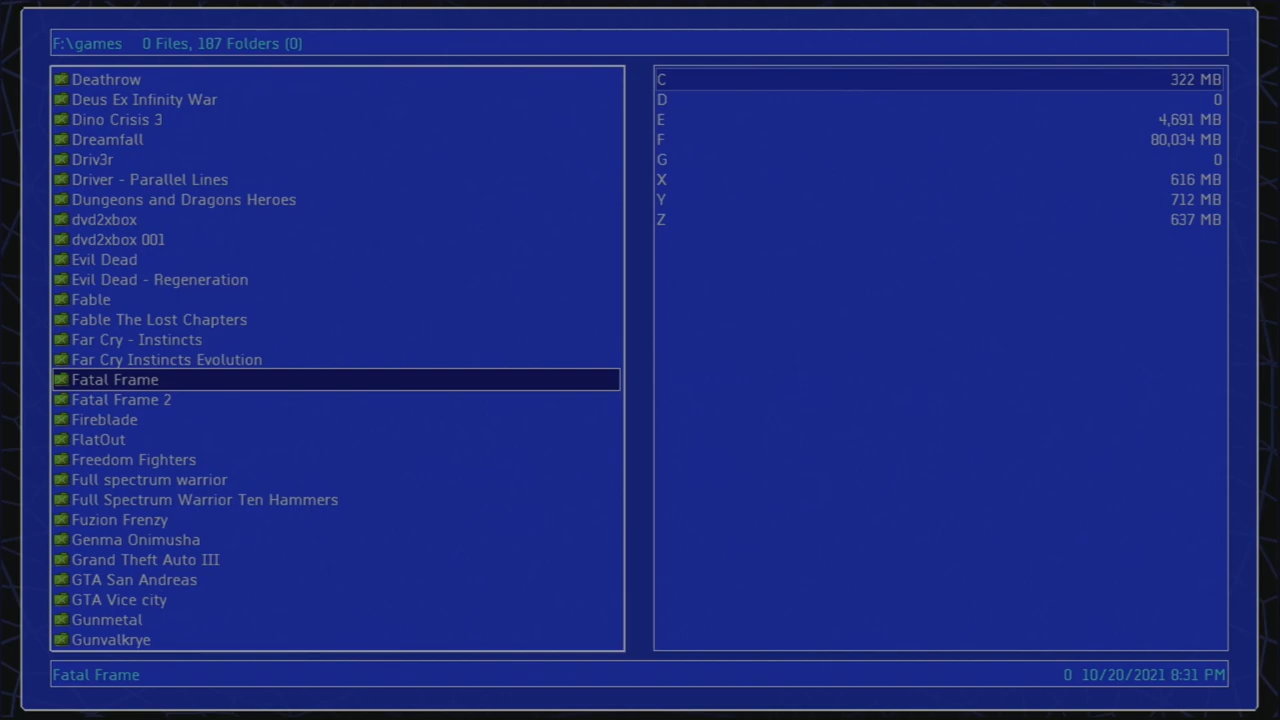 F:\games 0 Files, 187 Folders (0)
Deathrow
Deus Ex Infinity War
Dino Crisis 3
Dreamfall
Driv3r
Driver - Parallel Lines
Dungeons and Dragons Heroes
dvd2xbox
dvd2xbox 001
Evil Dead
Evil Dead - Regeneration
Fable
Fable The Lost Chapters
Far Cry - Instincts
Far Cry Instincts Evolution
Fatal Frame
Fatal Frame 2
Fireblade
FlatOut
Freedom Fighters
Full spectrum warrior
Full Spectrum Warrior Ten Hammers
Fuzion Frenzy
Genma Onimusha
Grand Theft Auto III
GTA San Andreas
GTA Vice city
Gunmetal
Gunvalkrye
C 322 MB
D 0
E 4,691 MB
F 80,034 MB
G 0
X 616 MB
Y 712 MB
Z 637 MB
Fatal Frame 0 10/20/2021 8:31 PM